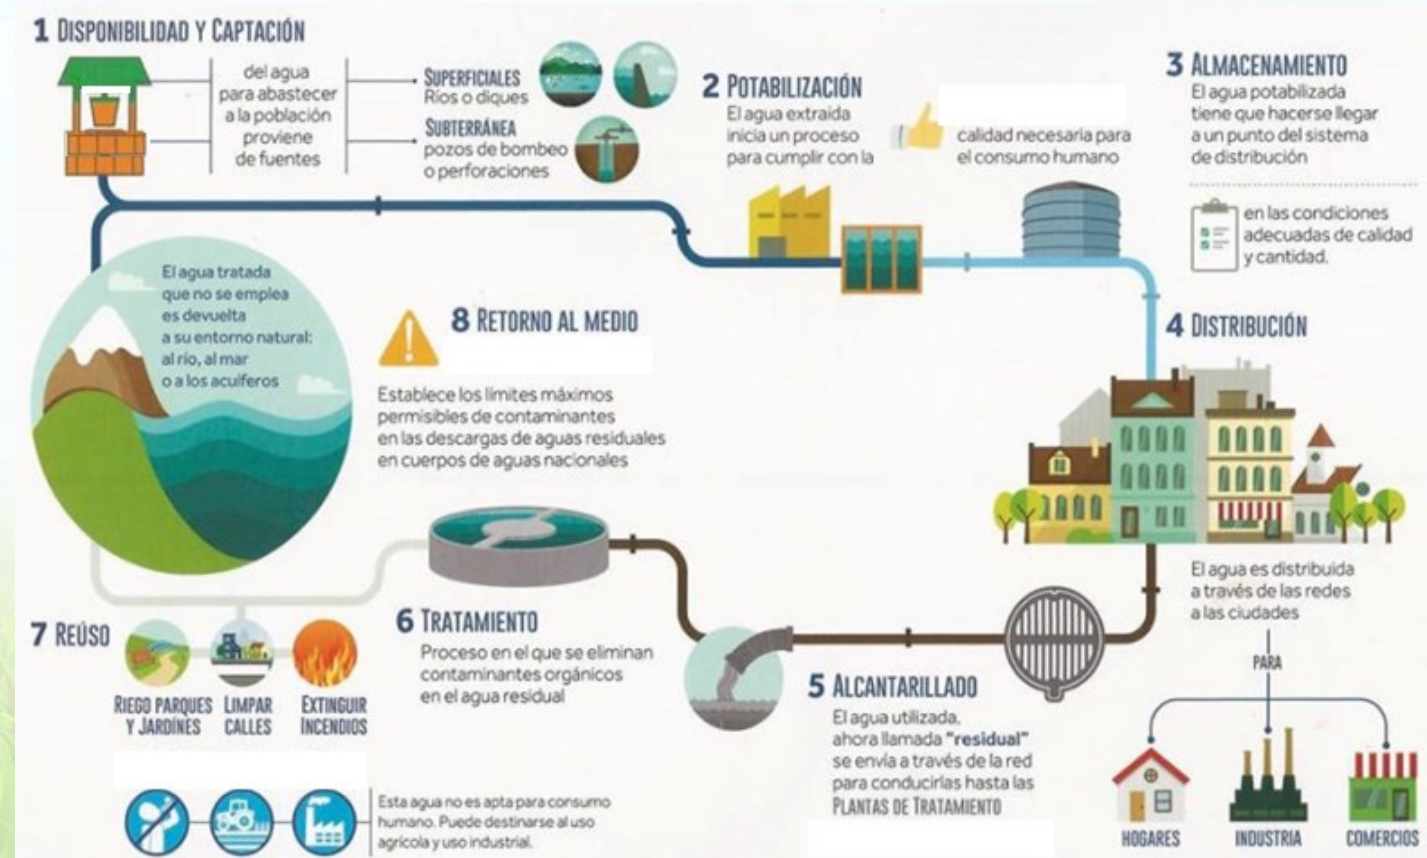 1 DISPONIBILIDAD Y CAPTACIÓN
del agua
para abastecer
a la población
proviene
de fuentes
SUPERFICIALES
Ríos o diques
SUBTERRÁNEA
pozos de bombeo
o perforaciones
2 POTABILIZACIÓN
El agua extraída
inicia un proceso
para cumplir con la
calidad necesaria para
el consumo humano
3 ALMACENAMIENTO
El agua potabilizada
tiene que hacerse llegar
a un punto del sistema
de distribución
en las condiciones
adecuadas de calidad
y cantidad.
4 DISTRIBUCIÓN
El agua es distribuida
a través de las redes
a las ciudades
PARA
HOGARES
INDUSTRIA
COMERCIOS
5 ALCANTARILLADO
El agua utilizada,
ahora llamada "residual"
se envía a través de la red
para conducirlas hasta las
PLANTAS DE TRATAMIENTO
6 TRATAMIENTO
Proceso en el que se eliminan
contaminantes orgánicos
en el agua residual
7 REÚSO
RIEGO PARQUES
Y JARDÍNES
LIMPAR
CALLES
EXTINGUIR
INCENDIOS
Esta agua no es apta para consumo
humano. Puede destinarse al uso
agrícola y uso industrial.
8 RETORNO AL MEDIO
Establece los límites máximos
permisibles de contaminantes
en las descargas de aguas residuales
en cuerpos de aguas nacionales
El agua tratada
que no se emplea
es devuelta
a su entorno natural:
al río, al mar
o a los acuíferos